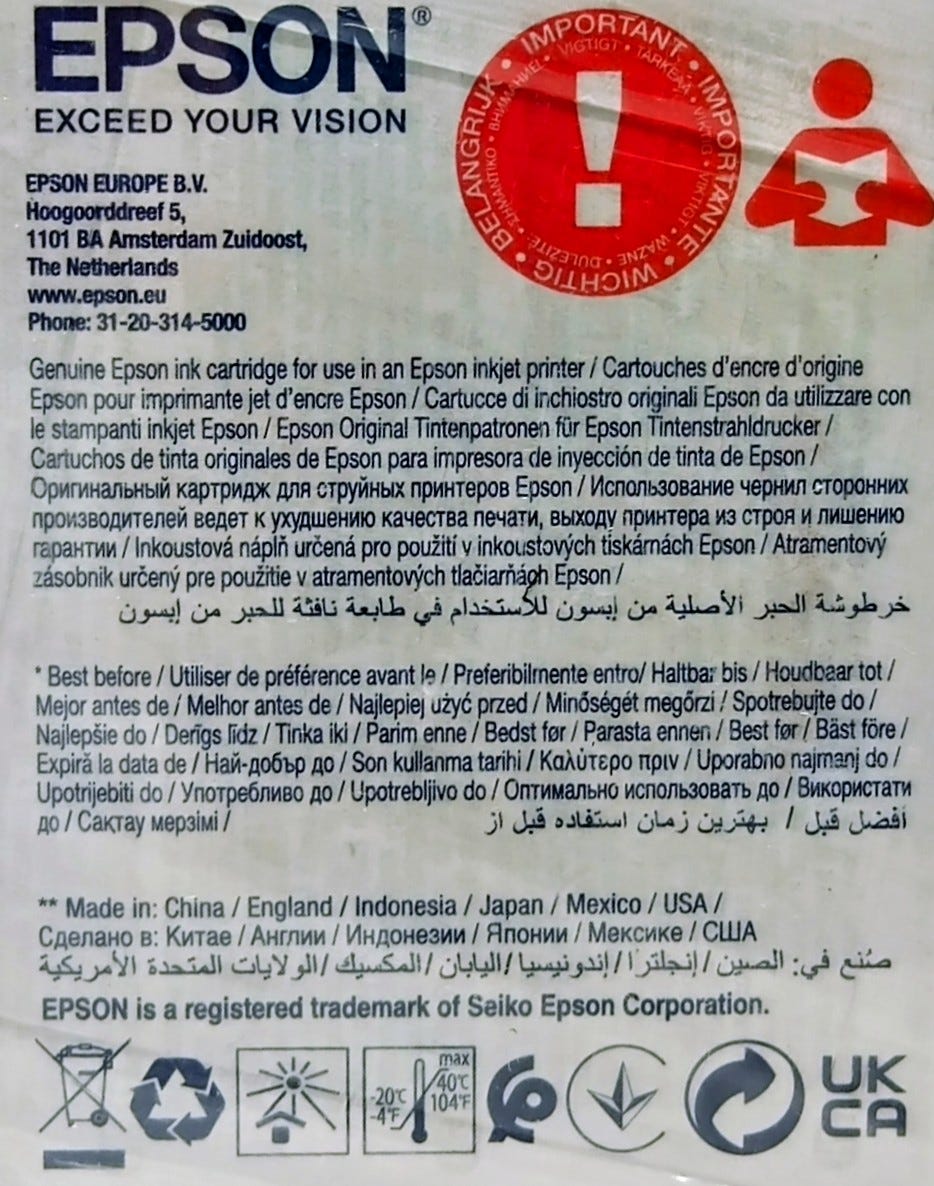 EPSON®
EXCEED YOUR VISION
IMPORTANT • IMPORTANTE • WICHTIG • BELANGRIJK •
VIGTIGT • TÄRKEÄÄ • VIKTIG • VIKTIGT • WAŻNE • DŮLEŽITÉ • ΣΗΜΑΝΤΙΚΟ • ВНИМАНИЕ! •
EPSON EUROPE B.V.
Hoogoorddreef 5,
1101 BA Amsterdam Zuidoost,
The Netherlands
www.epson.eu
Phone: 31-20-314-5000
Genuine Epson ink cartridge for use in an Epson inkjet printer / Cartouches d'encre d'origine
Epson pour imprimante jet d'encre Epson / Cartucce di inchiostro originali Epson da utilizzare con
le stampanti inkjet Epson / Epson Original Tintenpatronen für Epson Tintenstrahldrucker /
Cartuchos de tinta originales de Epson para impresora de inyección de tinta de Epson /
Оригинальный картридж для струйных принтеров Epson / Использование чернил сторонних
производителей ведет к ухудшению качества печати, выходу принтера из строя и лишению
гарантии / Inkoustová náplň určená pro použití v inkoustových tiskárnách Epson / Atramentový
zásobník určený pre použitie v atramentových tlačiarňách Epson /
خرطوشة الحبر الأصلية من إبسون للاستخدام في طابعة نافثة للحبر من إبسون
* Best before / Utiliser de préférence avant le / Preferibilmente entro/ Haltbar bis / Houdbaar tot /
Mejor antes de / Melhor antes de / Najlepiej użyć przed / Minőségét megőrzi / Spotrebujte do /
Najlepšie do / Derīgs līdz / Tinka iki / Parim enne / Bedst før / Parasta ennen / Best før / Bäst före /
Expiră la data de / Най-добър до / Son kullanma tarihi / Καλύτερο πριν / Uporabno najmanj do /
Upotrijebiti do / Употребливо до / Upotrebljivo do / Оптимально использовать до / Використати
до / Сақтау мерзімі / أفضل قبل / بهترین زمان استفاده قبل از
** Made in: China / England / Indonesia / Japan / Mexico / USA /
Сделано в: Китае / Англии / Индонезии / Японии / Мексике / США
صُنع في: الصين/إنجلترا/إندونيسيا/اليابان/المكسيك/الولايات المتحدة الأمريكية
EPSON is a registered trademark of Seiko Epson Corporation.
-20°C
-4°F
max
40°C
104°F
UK
CA